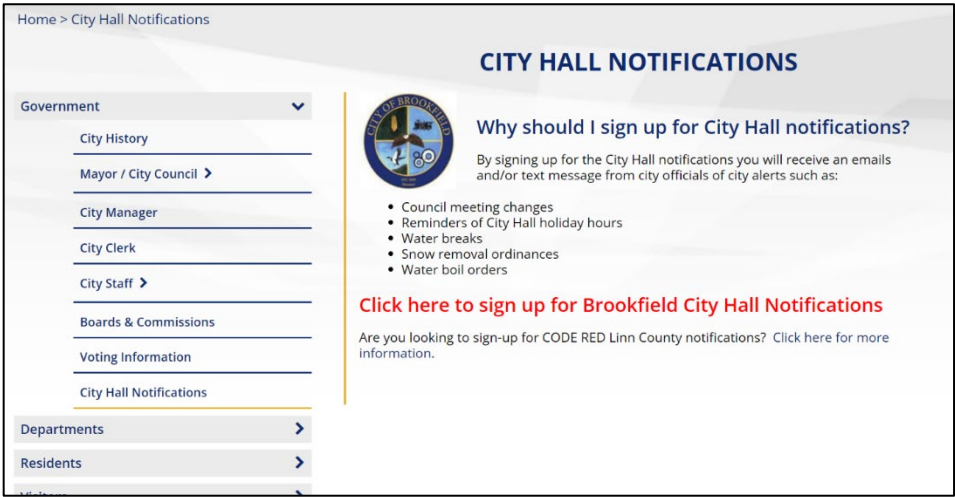 Home > City Hall Notifications
CITY HALL NOTIFICATIONS
Government
City History
Mayor / City Council >
City Manager
City Clerk
City Staff >
Boards & Commissions
Voting Information
City Hall Notifications
Departments
Residents
CITY OF BROOKFIELD
Why should I sign up for City Hall notifications?
By signing up for the City Hall notifications you will receive an emails
and/or text message from city officials of city alerts such as:
• Council meeting changes
• Reminders of City Hall holiday hours
• Water breaks
• Snow removal ordinances
• Water boil orders
Click here to sign up for Brookfield City Hall Notifications
Are you looking to sign-up for CODE RED Linn County notifications? Click here for more
information.